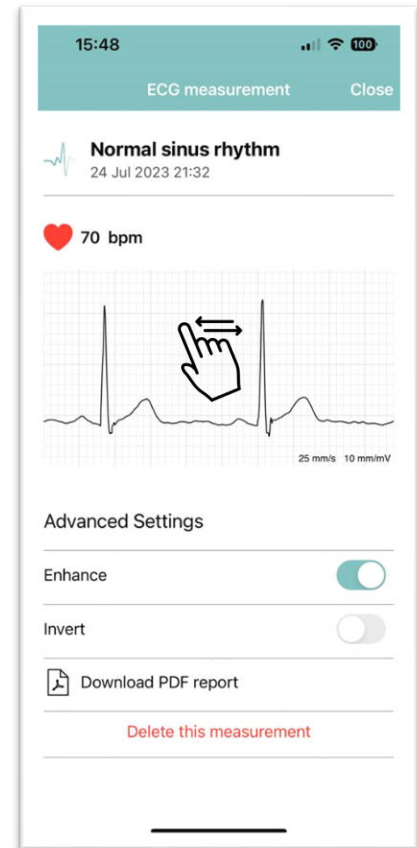 15:48
100
ECG measurement Close
Normal sinus rhythm
24 Jul 2023 21:32
70 bpm
25 mm/s 10 mm/mV
Advanced Settings
Enhance
Invert
Download PDF report
Delete this measurement